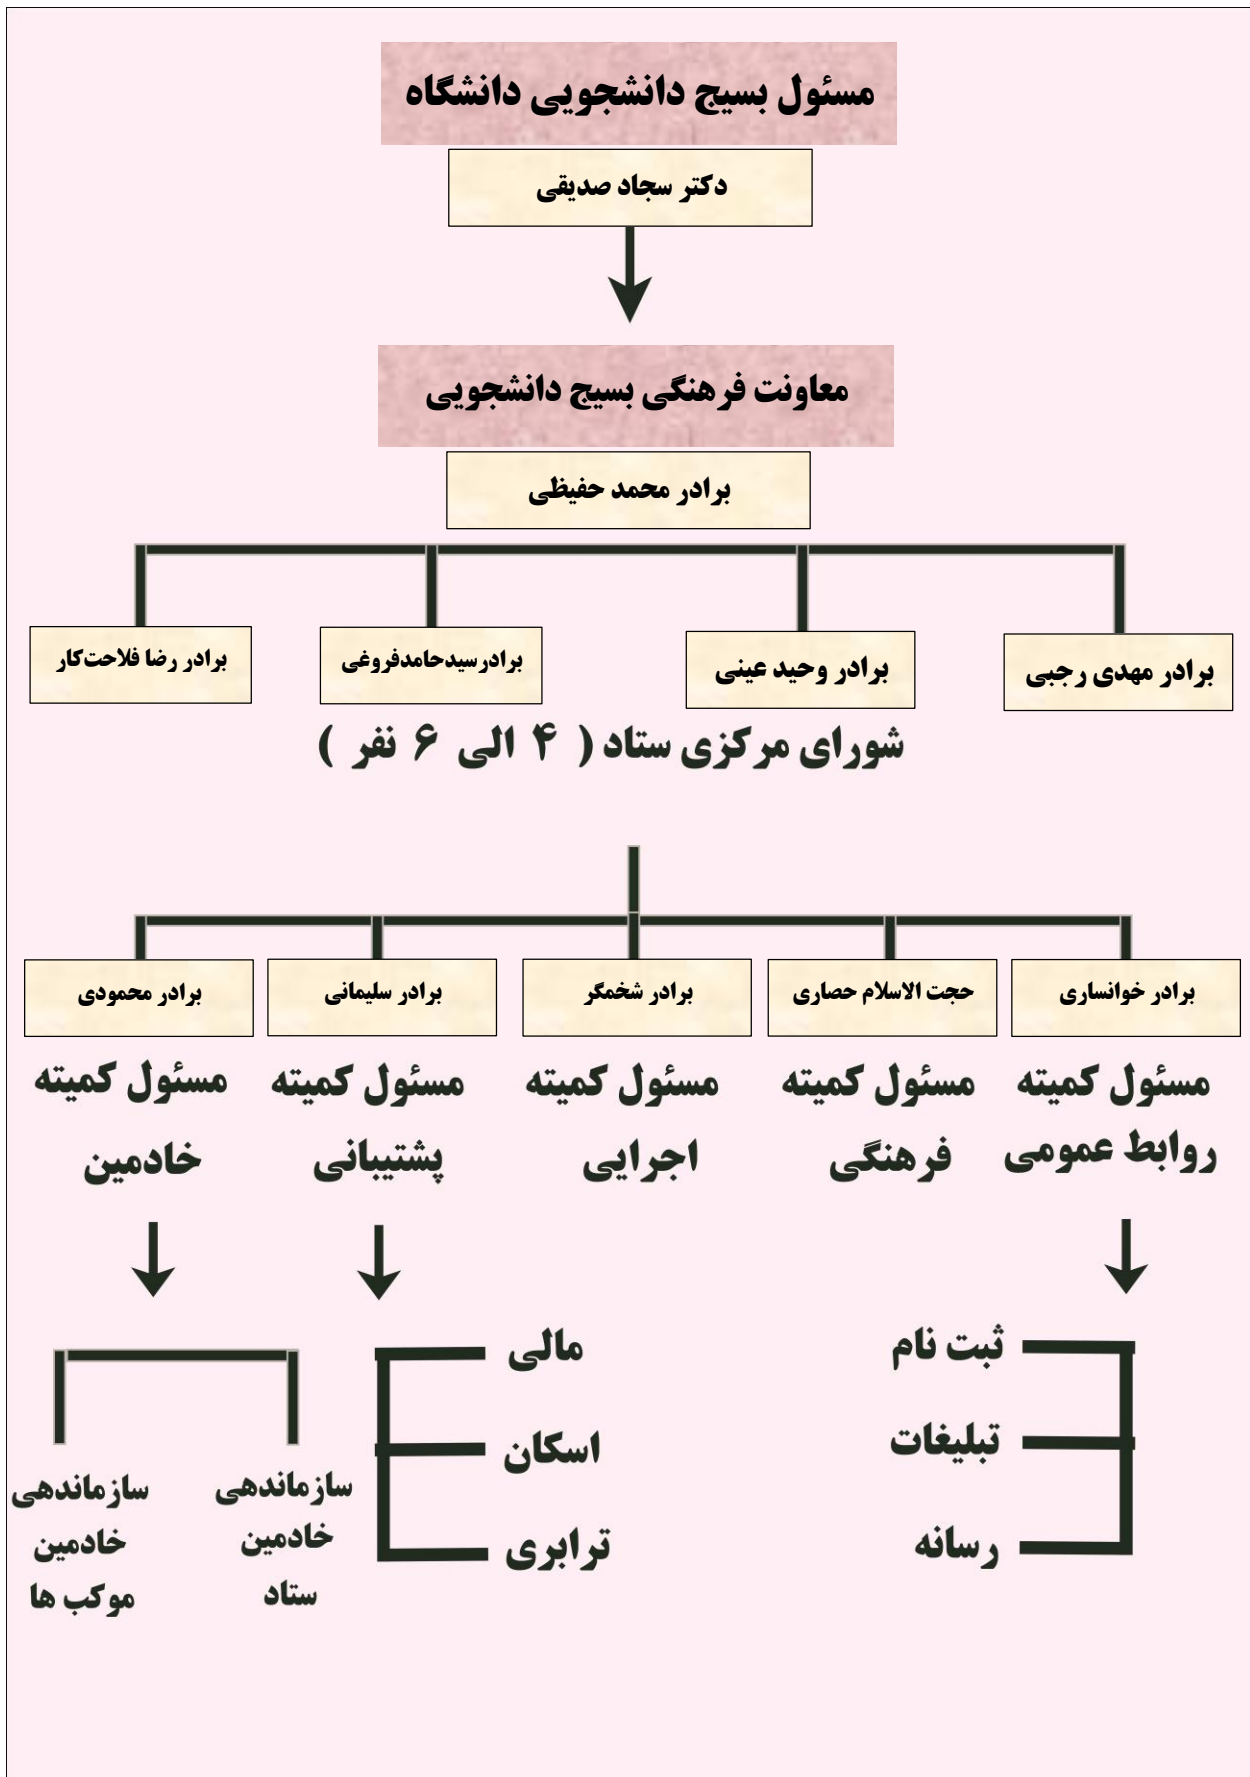 مسئول بسیج دانشجویی دانشگاه
دکتر سجاد صدیقی
معاونت فرهنگی بسیج دانشجویی
برادر محمد حفیظی
برادر مهدی رجبی
برادر وحید عینی
برادرسیدحامدفروغی
برادر رضا فلاحت‌کار
شورای مرکزی ستاد ( ۴ الی ۶ نفر )
برادر خوانساری
حجت الاسلام حصاری
برادر شخمگر
برادر سلیمانی
برادر محمودی
مسئول کمیته
روابط عمومی
مسئول کمیته
فرهنگی
مسئول کمیته
اجرایی
مسئول کمیته
پشتیبانی
مسئول کمیته
خادمین
ثبت نام
تبلیغات
رسانه
مالی
اسکان
ترابری
سازماندهی
خادمین
ستاد
سازماندهی
خادمین
موکب ها